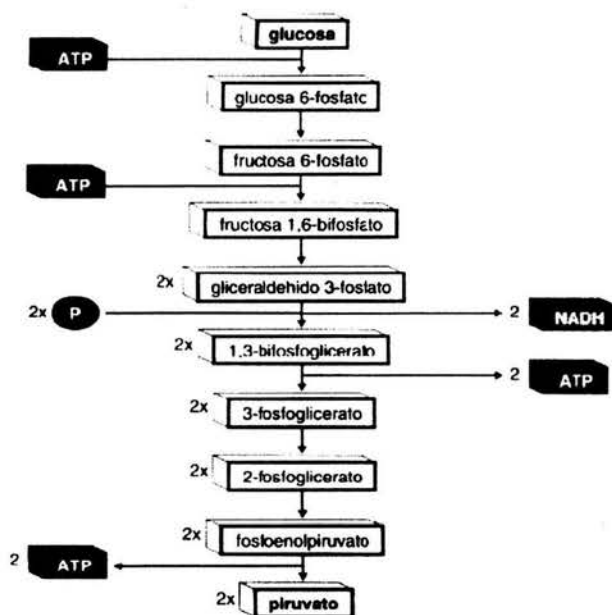 glucosa
ATP
glucosa 6-fosfato
fructosa 6-fosfato
ATP
fructosa 1,6-bifosfato
2x gliceraldehido 3-fosfato
2x P
2 NADH
2x 1,3-bifosfoglicerato
2 ATP
2x 3-fosfoglicerato
2x 2-fosfoglicerato
2x fosfoenolpiruvato
2 ATP
2x piruvato